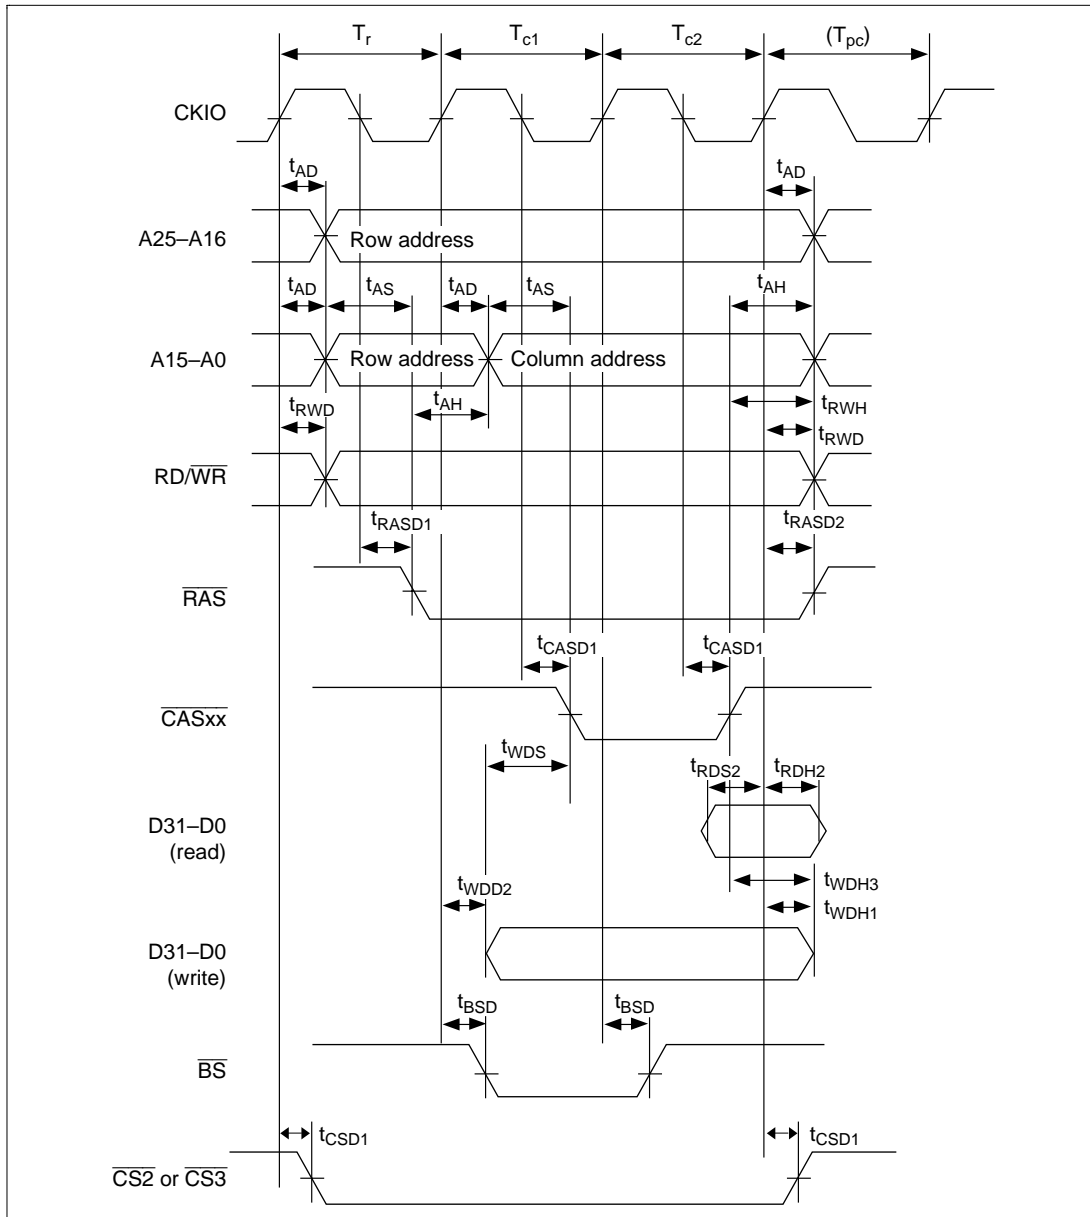 Tr Tc1 Tc2 (Tpc)
CKIO
tAD tAD
A25–A16 Row address
tAD tAS tAD tAS tAH
A15–A0 Row address Column address
tAH tRWH
tRWD tRWD
RD/WR
tRASD1 tRASD2
RAS
tCASD1 tCASD1
CASxx
tWDS tRDS2 tRDH2
D31–D0
(read)
tWDH3
tWDD2 tWDH1
D31–D0
(write)
tBSD tBSD
BS
tCSD1 tCSD1
CS2 or CS3